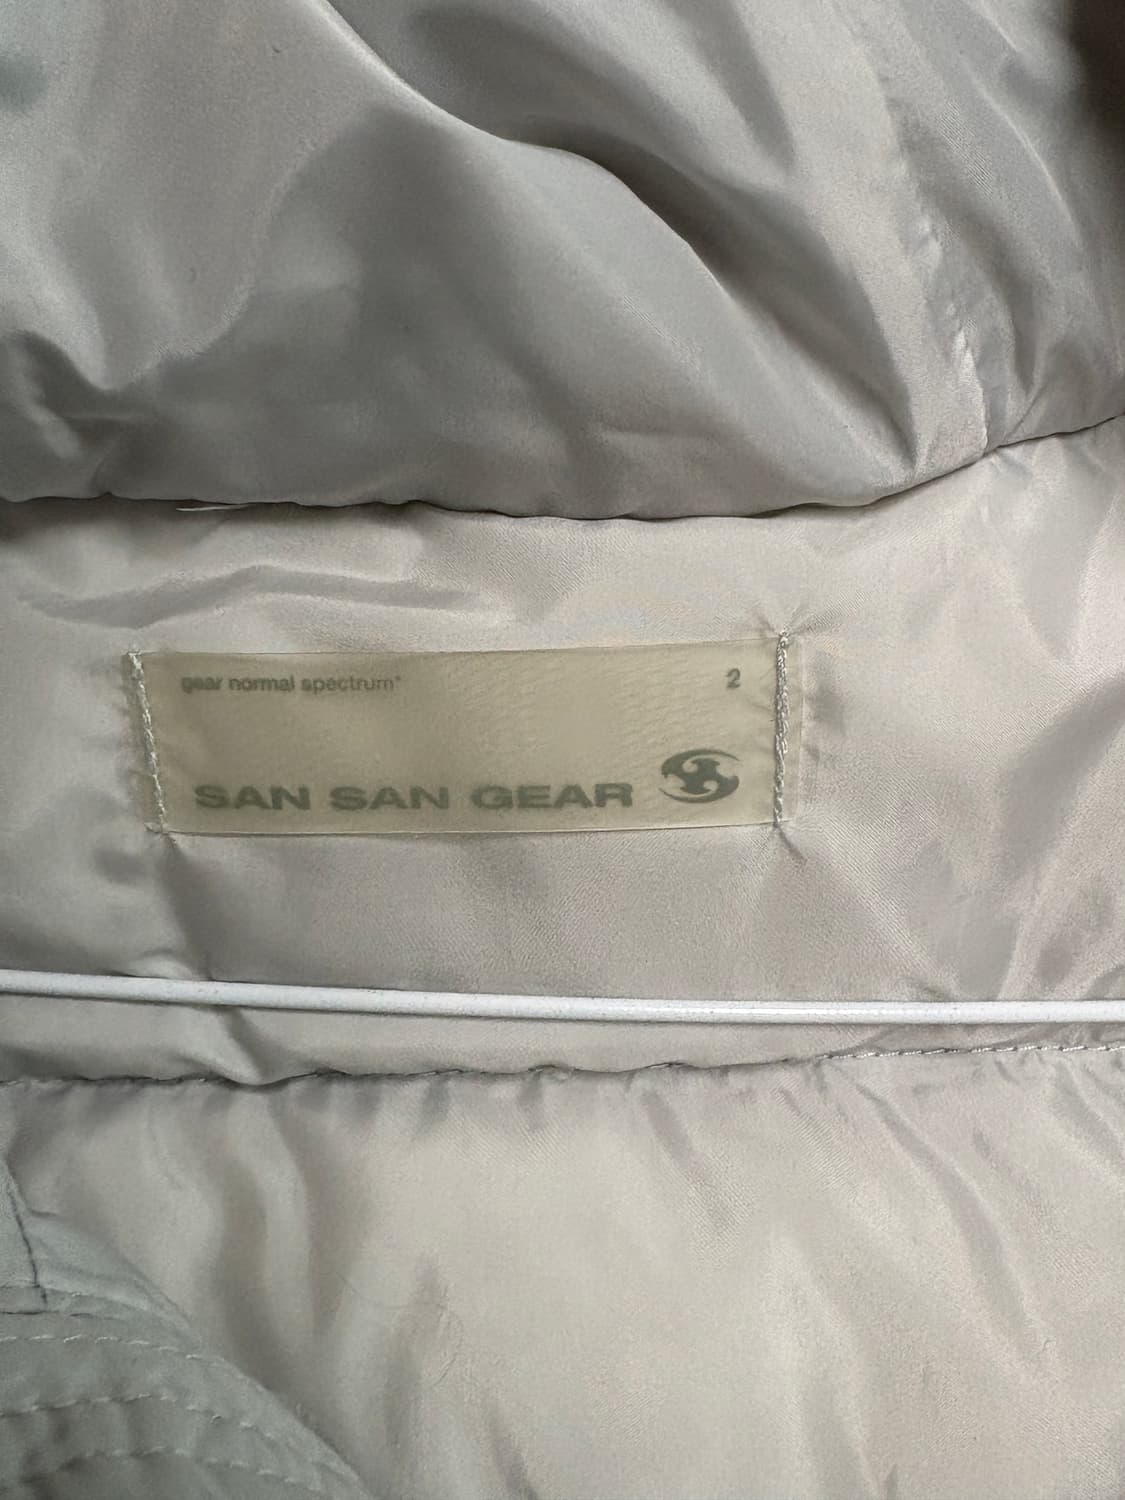 gear normal spectrum*
2
SAN SAN GEAR